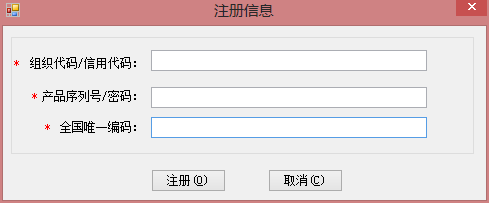 注册信息
* 组织代码/信用代码：
* 产品序列号/密码：
* 全国唯一编码：
注册(O) 取消(C)